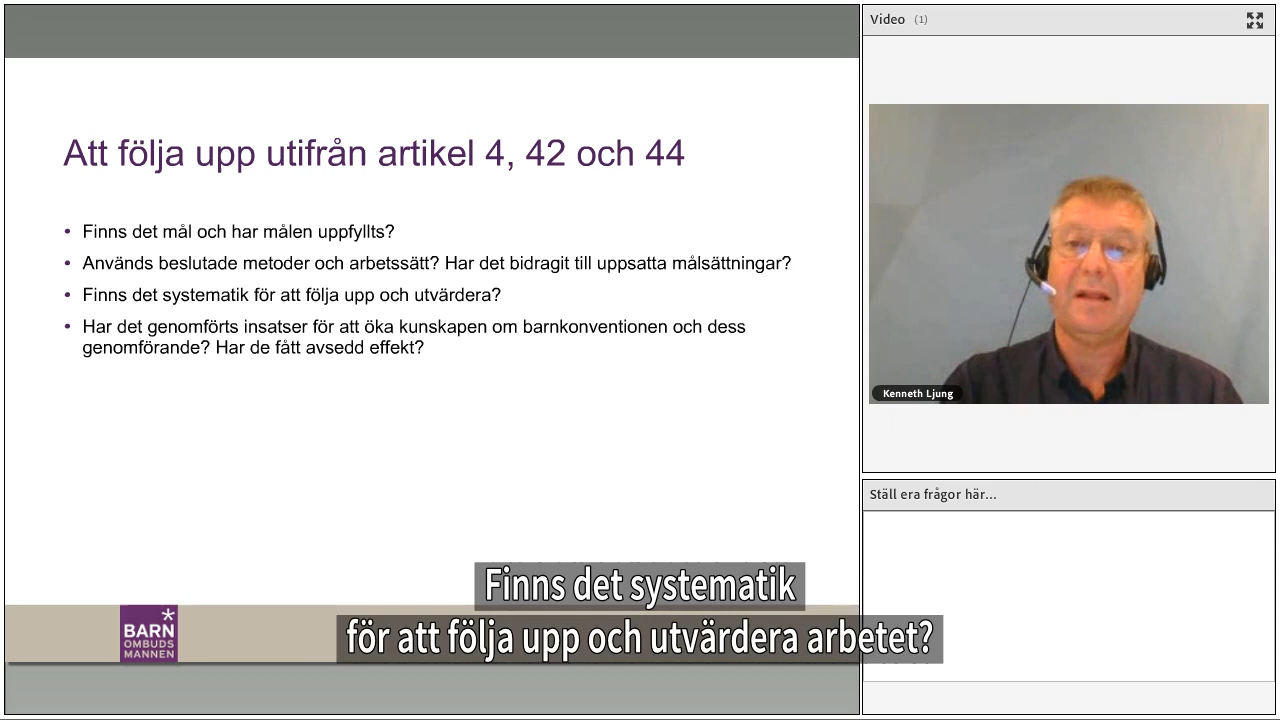 Att följa upp utifrån artikel 4, 42 och 44
• Finns det mål och har målen uppfyllts?
• Används beslutade metoder och arbetssätt? Har det bidragit till uppsatta målsättningar?
• Finns det systematik för att följa upp och utvärdera?
• Har det genomförts insatser för att öka kunskapen om barnkonventionen och dess
genomförande? Har de fått avsedd effekt?
BARN
OMBUDS
MANNEN
Finns det systematik
för att följa upp och utvärdera arbetet?
Video (1)
Kenneth Ljung
Ställ era frågor här...